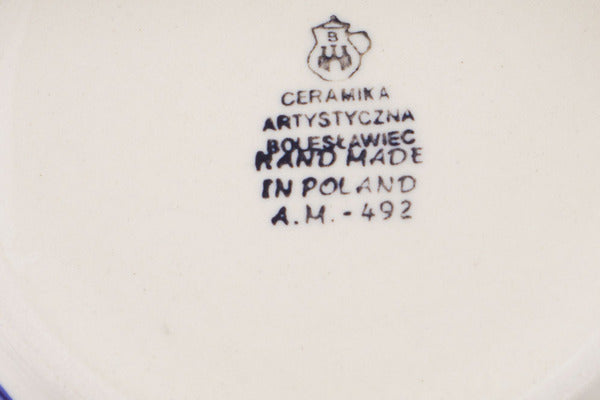 B
CERAMIKA
ARTYSTYCZNA
BOLESŁAWIEC
HAND MADE
IN POLAND
A.M. - 492